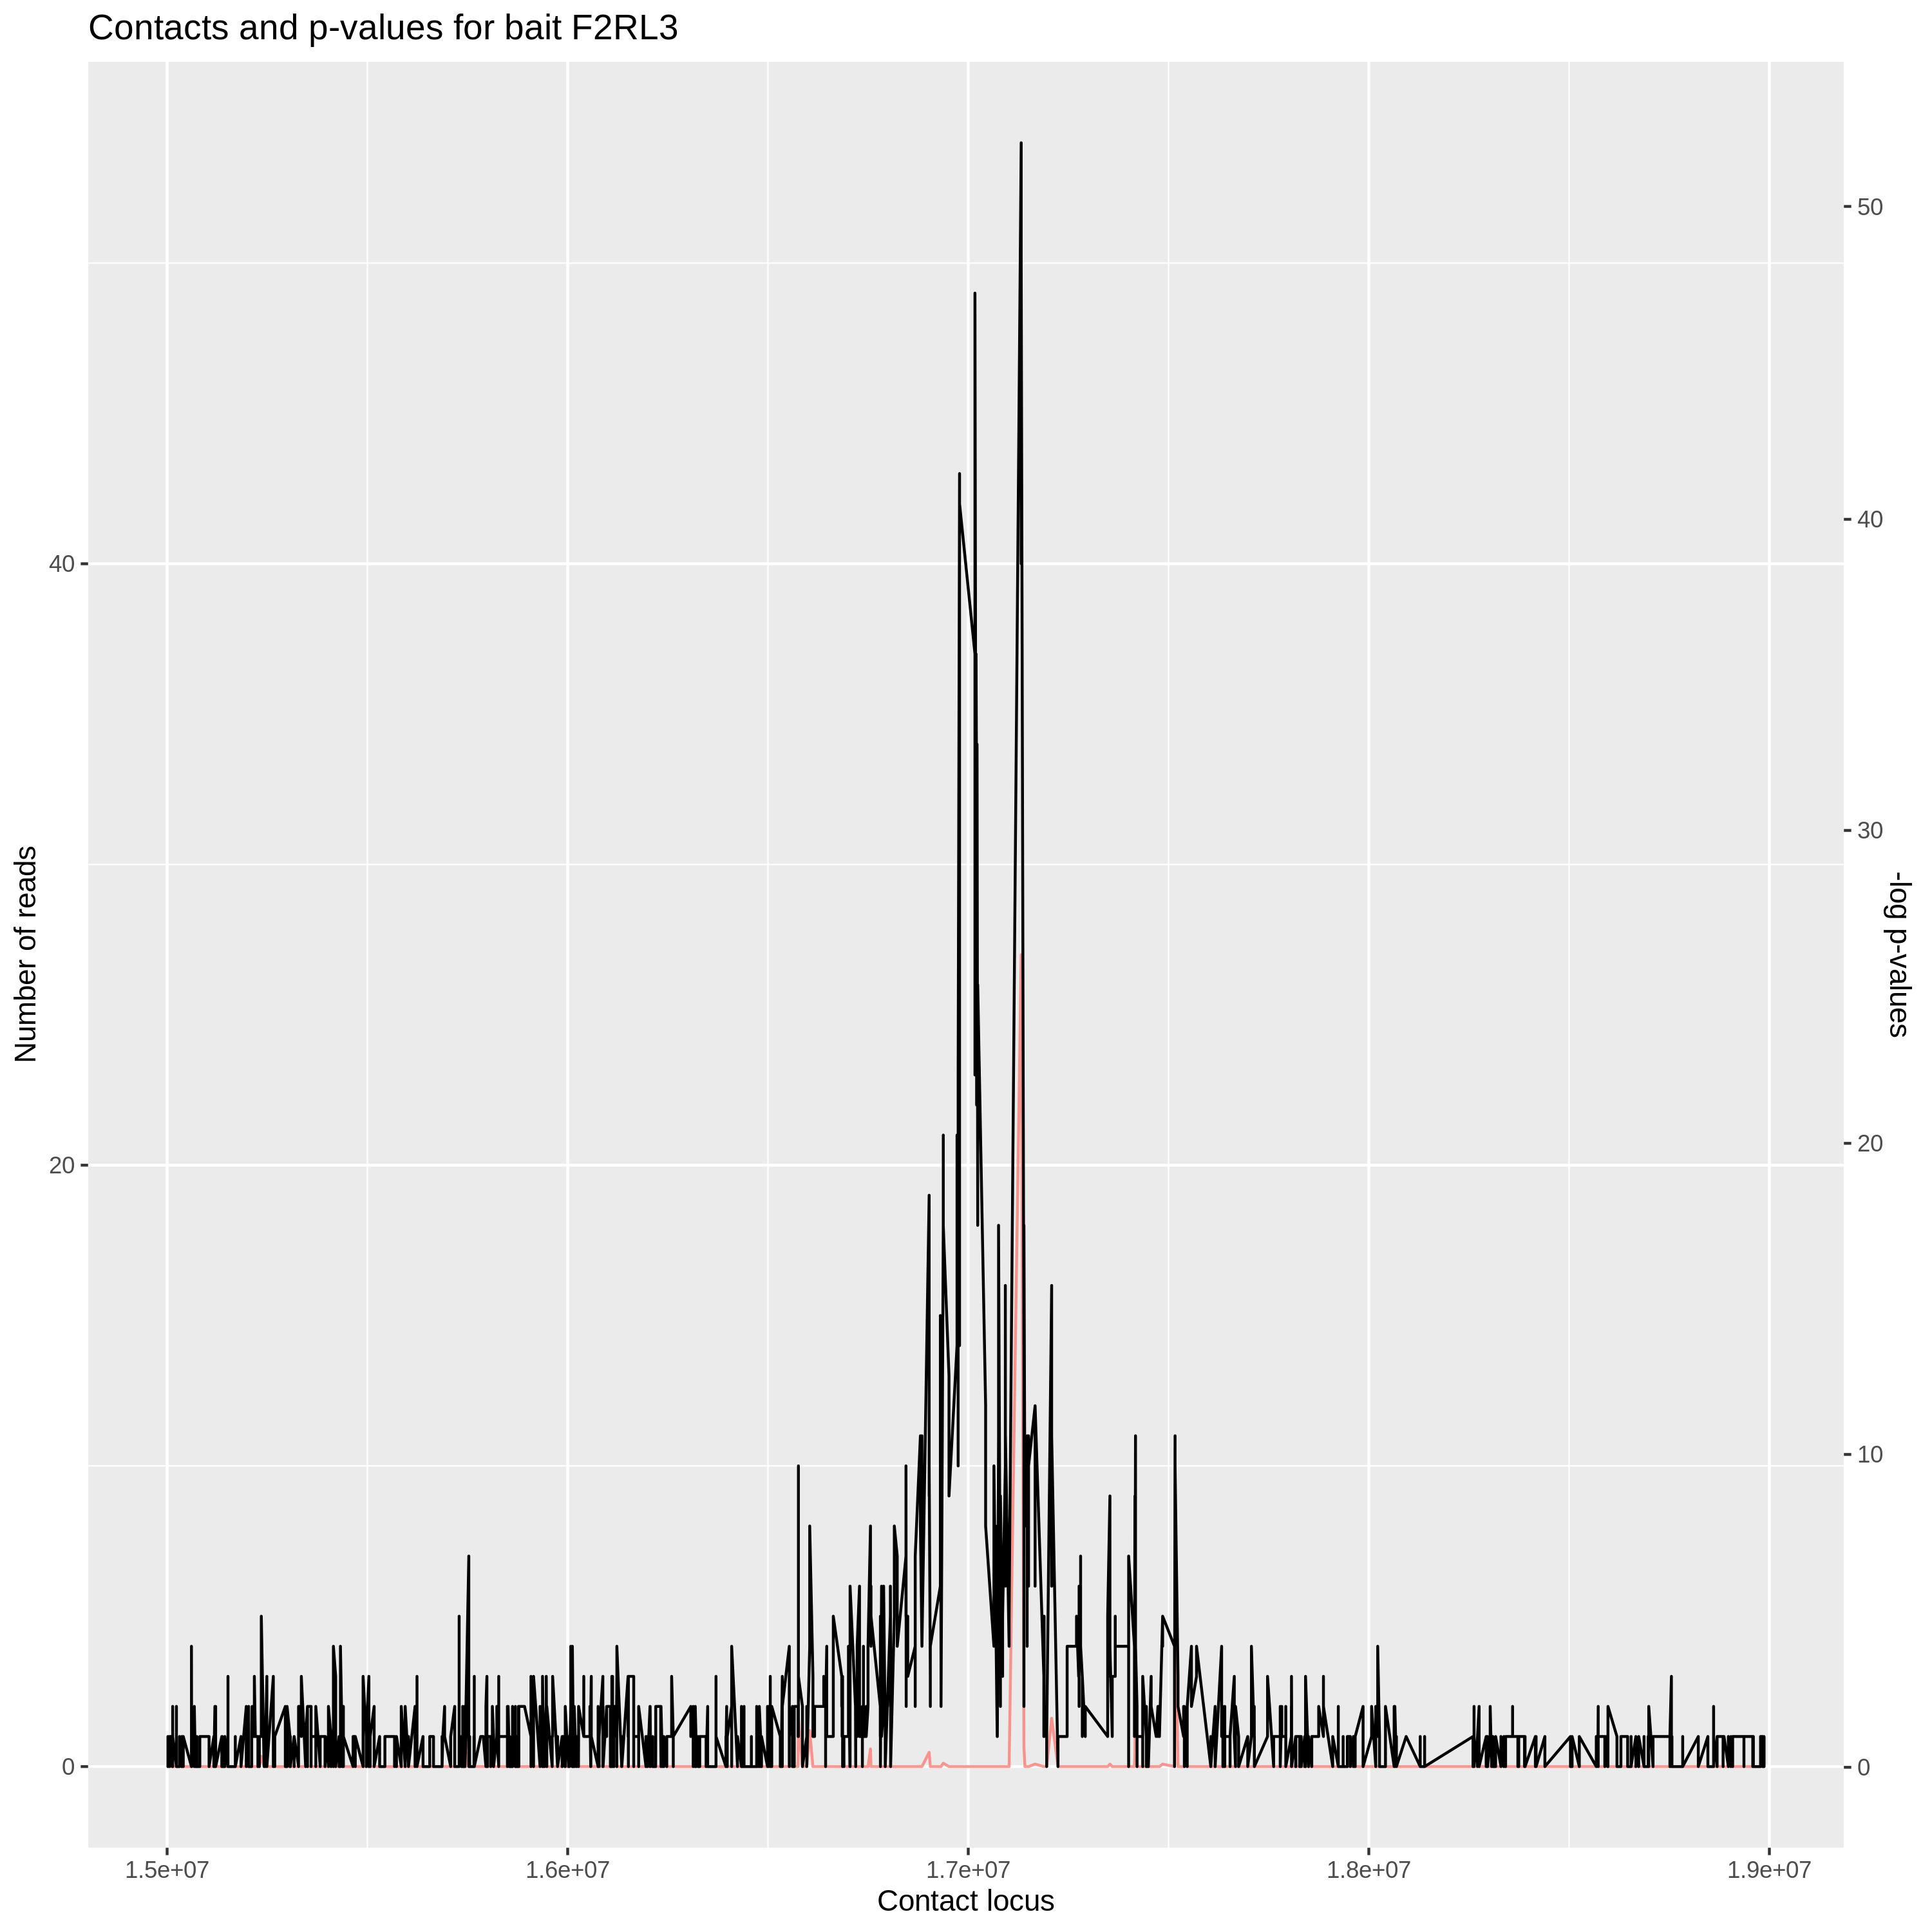 Contacts and p-values for bait F2RL3
Number of reads
40
20
0
50
40
30
20
10
0
-log p-values
1.5e+07 1.6e+07 1.7e+07 1.8e+07 1.9e+07
Contact locus